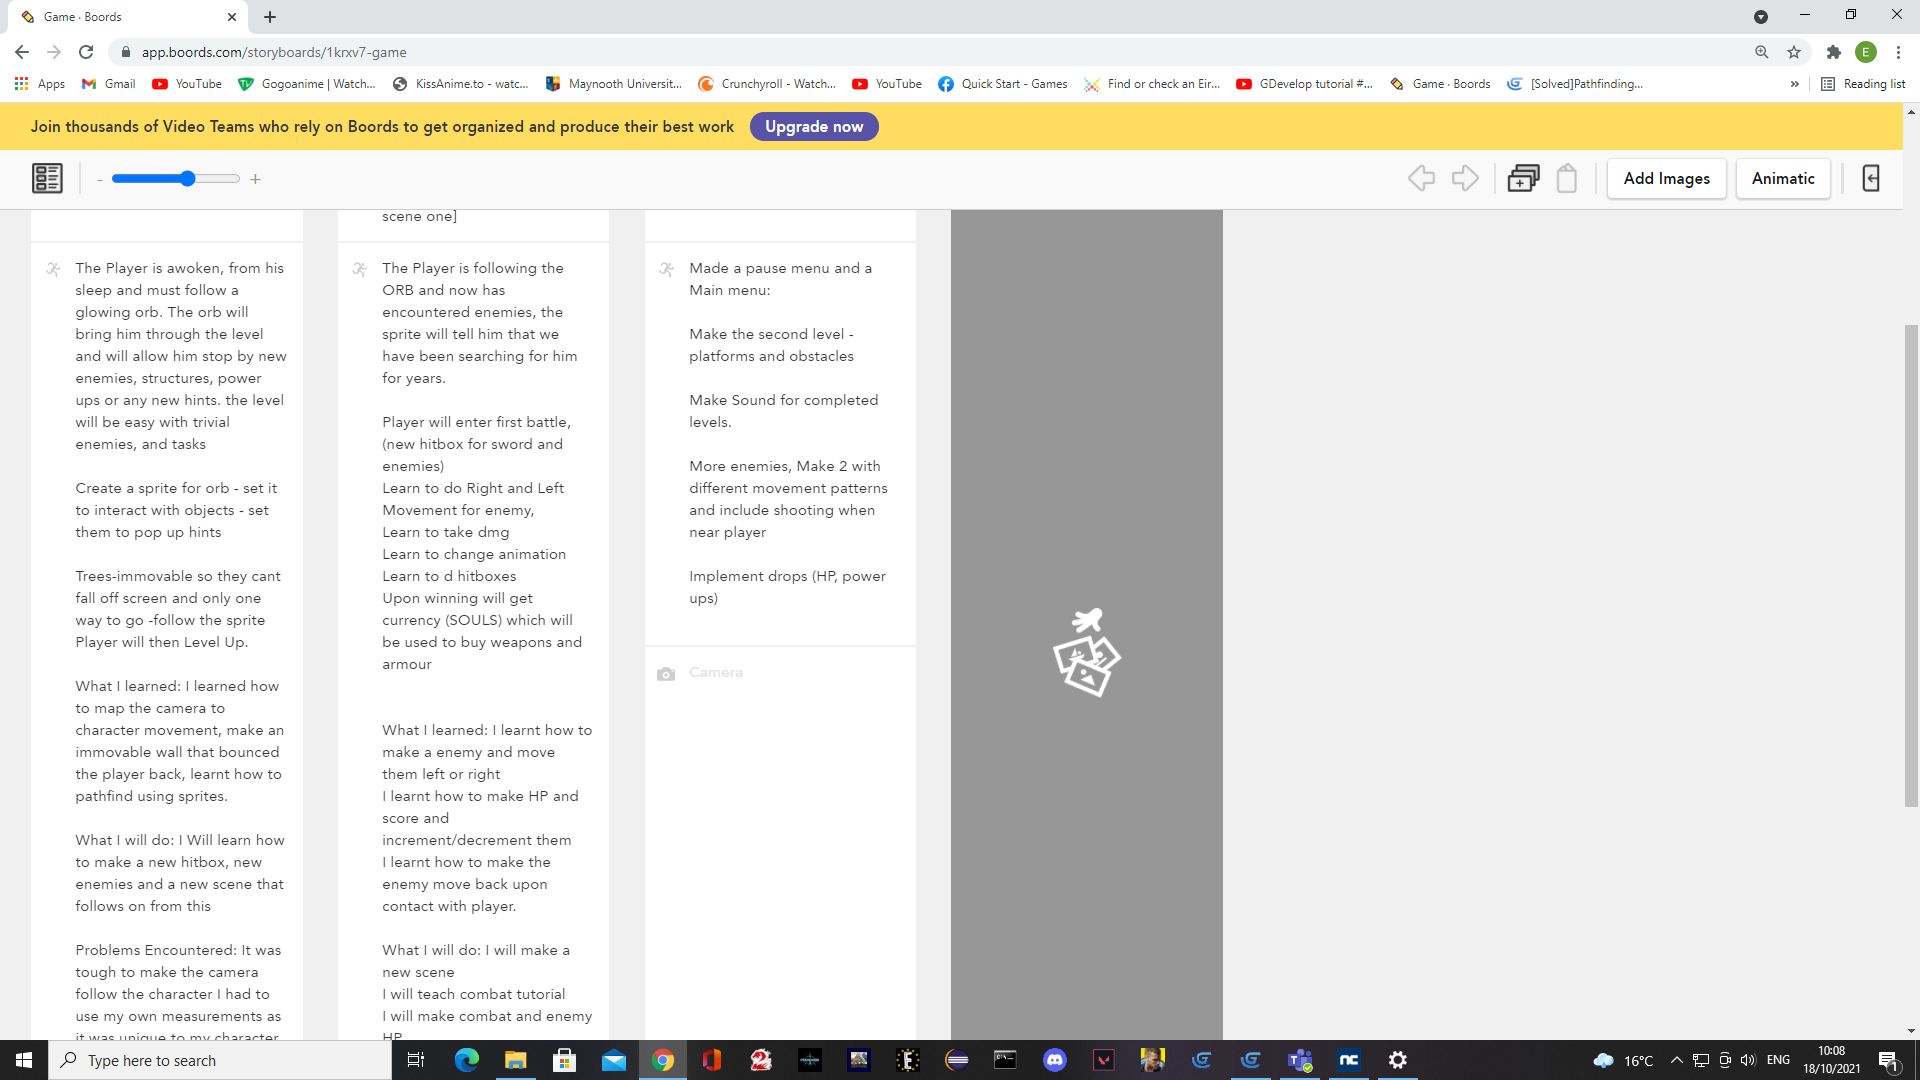 Game · Boords
app.boords.com/storyboards/1krxv7-game
E
Apps
Gmail
YouTube
Gogoanime | Watch...
KissAnime.to - watc...
Maynooth Universit...
Crunchyroll - Watch...
YouTube
Quick Start - Games
Find or check an Eir...
GDevelop tutorial #...
Game · Boords
[Solved]Pathfinding...
»
Reading list
Join thousands of Video Teams who rely on Boords to get organized and produce their best work
Upgrade now
- +
Add Images
Animatic
The Player is awoken, from his
sleep and must follow a
glowing orb. The orb will
bring him through the level
and will allow him stop by new
enemies, structures, power
ups or any new hints. the level
will be easy with trivial
enemies, and tasks
Create a sprite for orb - set it
to interact with objects - set
them to pop up hints
Trees-immovable so they cant
fall off screen and only one
way to go -follow the sprite
Player will then Level Up.
What I learned: I learned how
to map the camera to
character movement, make an
immovable wall that bounced
the player back, learnt how to
pathfind using sprites.
What I will do: I Will learn how
to make a new hitbox, new
enemies and a new scene that
follows on from this
Problems Encountered: It was
tough to make the camera
follow the character I had to
use my own measurements as
it was unique to my character
scene one]
The Player is following the
ORB and now has
encountered enemies, the
sprite will tell him that we
have been searching for him
for years.
Player will enter first battle,
(new hitbox for sword and
enemies)
Learn to do Right and Left
Movement for enemy,
Learn to take dmg
Learn to change animation
Learn to d hitboxes
Upon winning will get
currency (SOULS) which will
be used to buy weapons and
armour
What I learned: I learnt how to
make a enemy and move
them left or right
I learnt how to make HP and
score and
increment/decrement them
I learnt how to make the
enemy move back upon
contact with player.
What I will do: I will make a
new scene
I will teach combat tutorial
I will make combat and enemy
HP
Made a pause menu and a
Main menu:
Make the second level -
platforms and obstacles
Make Sound for completed
levels.
More enemies, Make 2 with
different movement patterns
and include shooting when
near player
Implement drops (HP, power
ups)
Camera
Type here to search
16°C
ENG
10:08
18/10/2021
1